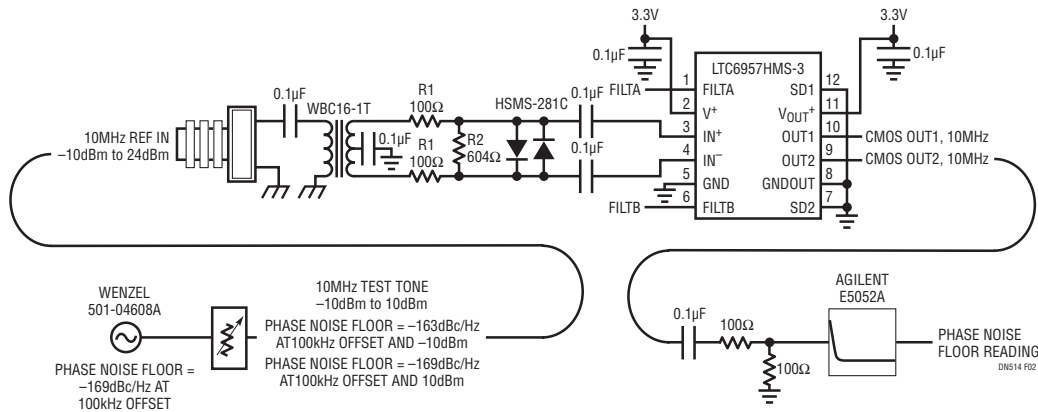 3.3V
3.3V
0.1µF
0.1µF
LTC6957HMS-3
FILTA
1
FILTA
SD1
12
2
V+
VOUT+
11
3
IN+
OUT1
10
CMOS OUT1, 10MHz
4
IN–
OUT2
9
CMOS OUT2, 10MHz
5
GND
GNDOUT
8
FILTB
6
FILTB
SD2
7
10MHz REF IN
–10dBm to 24dBm
0.1µF
WBC16-1T
R1
100Ω
0.1µF
R1
100Ω
R2
604Ω
HSMS-281C
0.1µF
0.1µF
WENZEL
501-04608A
PHASE NOISE FLOOR =
–169dBc/Hz AT
100kHz OFFSET
10MHz TEST TONE
–10dBm to 10dBm
PHASE NOISE FLOOR = –163dBc/Hz
AT100kHz OFFSET AND –10dBm
PHASE NOISE FLOOR = –169dBc/Hz
AT100kHz OFFSET AND 10dBm
0.1µF
100Ω
100Ω
AGILENT
E5052A
PHASE NOISE
FLOOR READING
DN514 F02